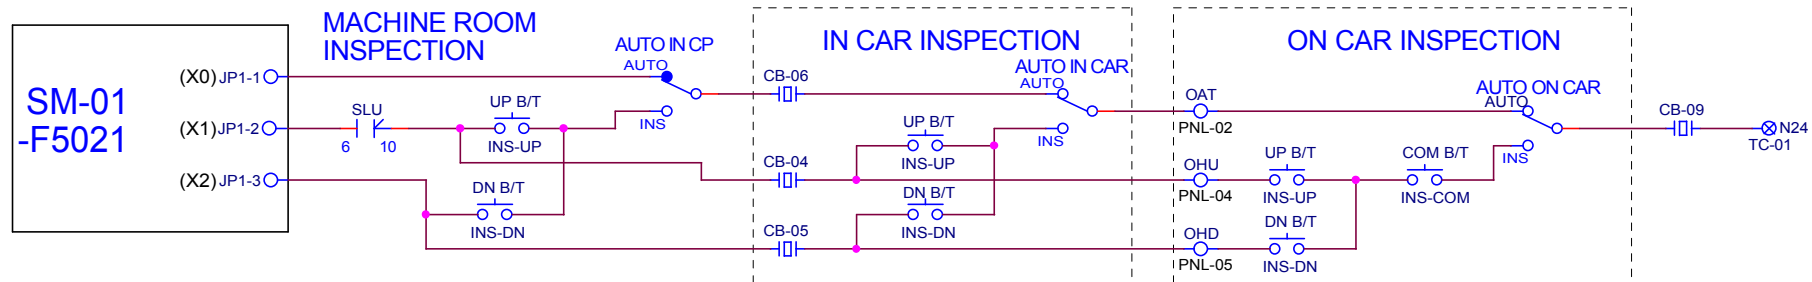 SM-01
-F5021
(X0) JP1-1
(X1) JP1-2
(X2) JP1-3
MACHINE ROOM
INSPECTION
AUTO IN CP
AUTO
INS
SLU
6 10
UP B/T
INS-UP
DN B/T
INS-DN
CB-06
CB-04
CB-05
IN CAR INSPECTION
AUTO IN CAR
AUTO
INS
UP B/T
INS-UP
DN B/T
INS-DN
ON CAR INSPECTION
OAT
PNL-02
OHU
PNL-04
OHD
PNL-05
AUTO ON CAR
AUTO
INS
UP B/T
INS-UP
COM B/T
INS-COM
DN B/T
INS-DN
CB-09
N24
TC-01